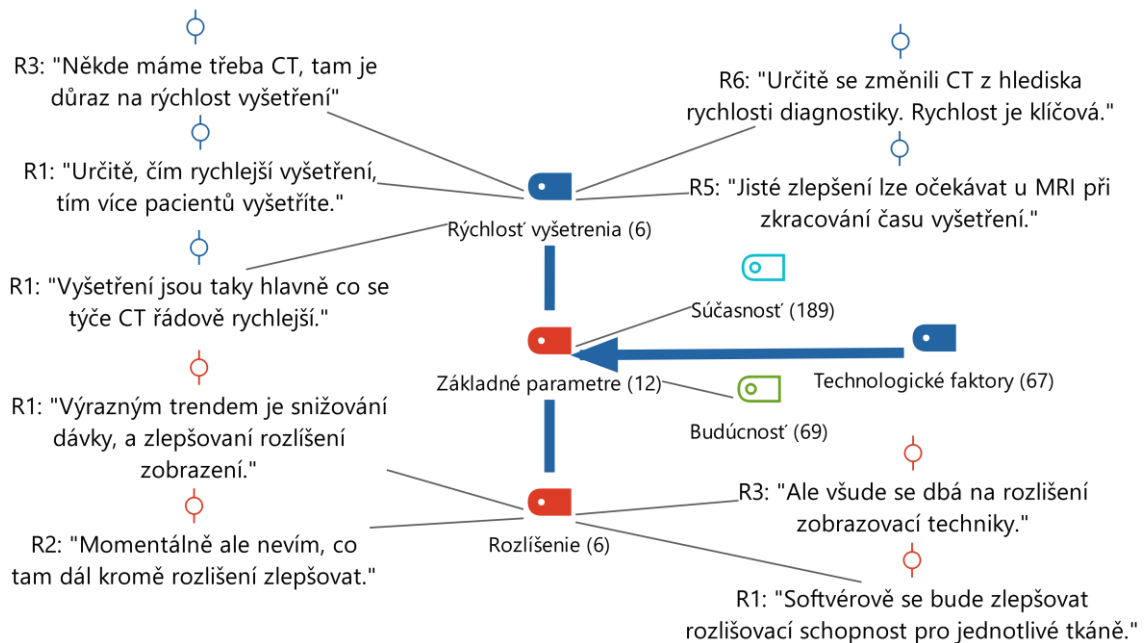 R3: "Někde máme třeba CT, tam je
důraz na rýchlost vyšetření"
R6: "Určitě se změnili CT z hlediska
rychlosti diagnostiky. Rychlost je klíčová."
R1: "Určitě, čím rychlejší vyšetření,
tím více pacientů vyšetříte."
R5: "Jisté zlepšení lze očekávat u MRI při
zkracování času vyšetření."
Rýchlosť vyšetrenia (6)
R1: "Vyšetření jsou taky hlavně co se
týče CT řádově rychlejší."
Súčasnosť (189)
Základné parametre (12)
Technologické faktory (67)
Budúcnosť (69)
R1: "Výrazným trendem je snižování
dávky, a zlepšovaní rozlíšení
zobrazení."
R3: "Ale všude se dbá na rozlišení
zobrazovací techniky."
R2: "Momentálně ale nevím, co
tam dál kromě rozlišení zlepšovat."
Rozlíšenie (6)
R1: "Softvérově se bude zlepšovat
rozlišovací schopnost pro jednotlivé tkáně."